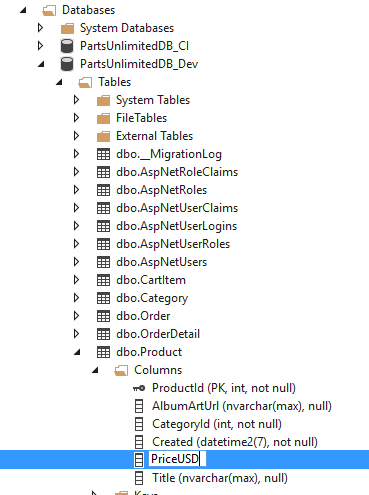 Databases
System Databases
PartsUnlimitedDB_CI
PartsUnlimitedDB_Dev
Tables
System Tables
FileTables
External Tables
dbo.__MigrationLog
dbo.AspNetRoleClaims
dbo.AspNetRoles
dbo.AspNetUserClaims
dbo.AspNetUserLogins
dbo.AspNetUserRoles
dbo.AspNetUsers
dbo.CartItem
dbo.Category
dbo.Order
dbo.OrderDetail
dbo.Product
Columns
ProductId (PK, int, not null)
AlbumArtUrl (nvarchar(max), null)
CategoryId (int, not null)
Created (datetime2(7), not null)
PriceUSD
Title (nvarchar(max), null)